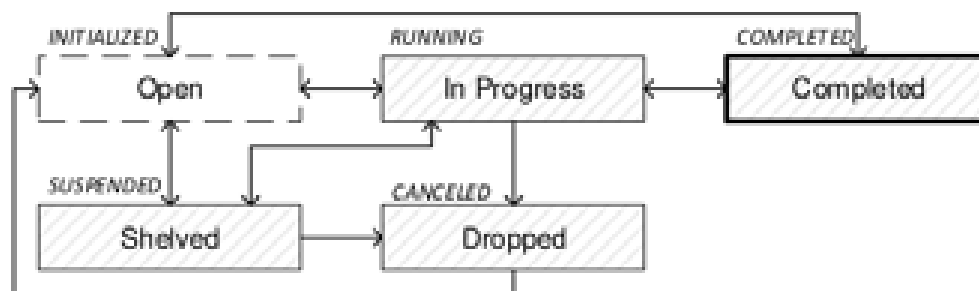 INITIALIZED
RUNNING
COMPLETED
Open
In Progress
Completed
SUSPENDED
CANCELED
Shelved
Dropped